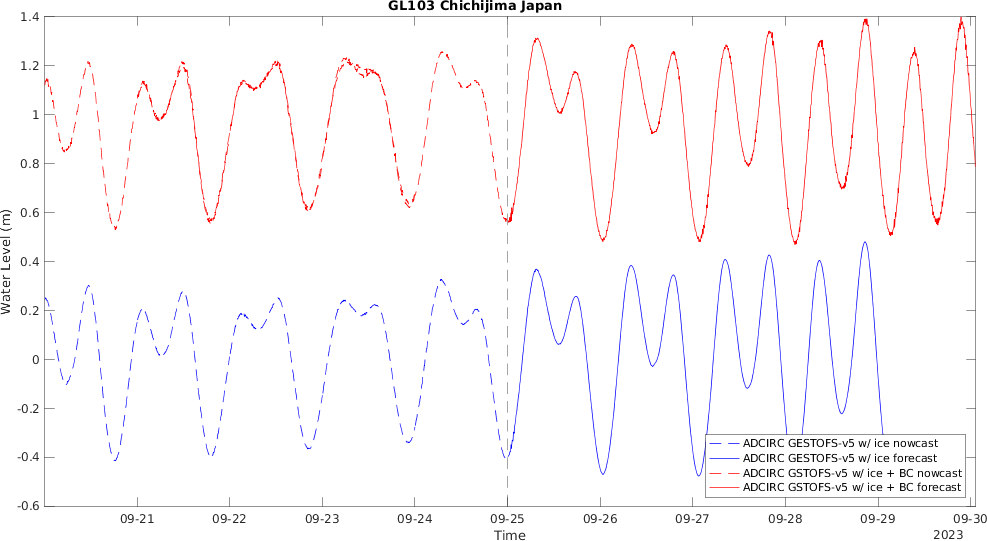 GL103 Chichijima Japan
1.4
1.2
1
0.8
0.6
0.4
0.2
0
-0.2
-0.4
-0.6
Water Level (m)
ADCIRC GESTOFS-v5 w/ ice nowcast
ADCIRC GESTOFS-v5 w/ ice forecast
ADCIRC GSTOFS-v5 w/ ice + BC nowcast
ADCIRC GSTOFS-v5 w/ ice + BC forecast
09-21 09-22 09-23 09-24 09-25 09-26 09-27 09-28 09-29 09-30
Time
2023